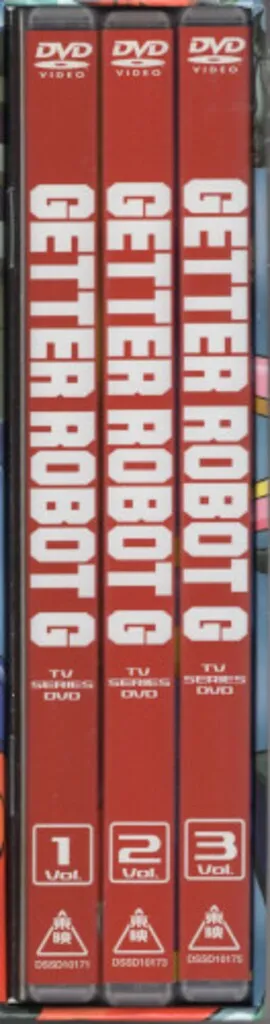 DVD
VIDEO
GETTER ROBOT G
TV
SERIES
DVD
1
Vol.
東映
DSSD10171
DVD
VIDEO
GETTER ROBOT G
TV
SERIES
DVD
2
Vol.
東映
DSSD10173
DVD
VIDEO
GETTER ROBOT G
TV
SERIES
DVD
3
Vol.
東映
DSSD10175